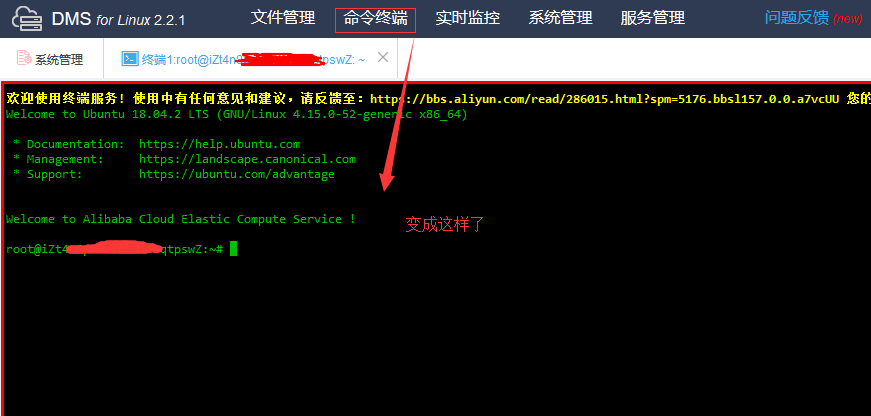 DMS for Linux 2.2.1 文件管理 命令终端 实时监控 系统管理 服务管理 问题反馈 (new)
系统管理 终端1:root@iZt4n ptpswZ: ~
欢迎使用终端服务! 使用中有任何意见和建议,请反馈至: https://bbs.aliyun.com/read/286015.html?spm=5176.bbsl157.0.0.a7vcUU 您的
Welcome to Ubuntu 18.04.2 LTS (GNU/Linux 4.15.0-52-generic x86_64)
* Documentation: https://help.ubuntu.com
* Management: https://landscape.canonical.com
* Support: https://ubuntu.com/advantage
Welcome to Alibaba Cloud Elastic Compute Service !
变成这样了
root@iZt4 qtpswZ:~#